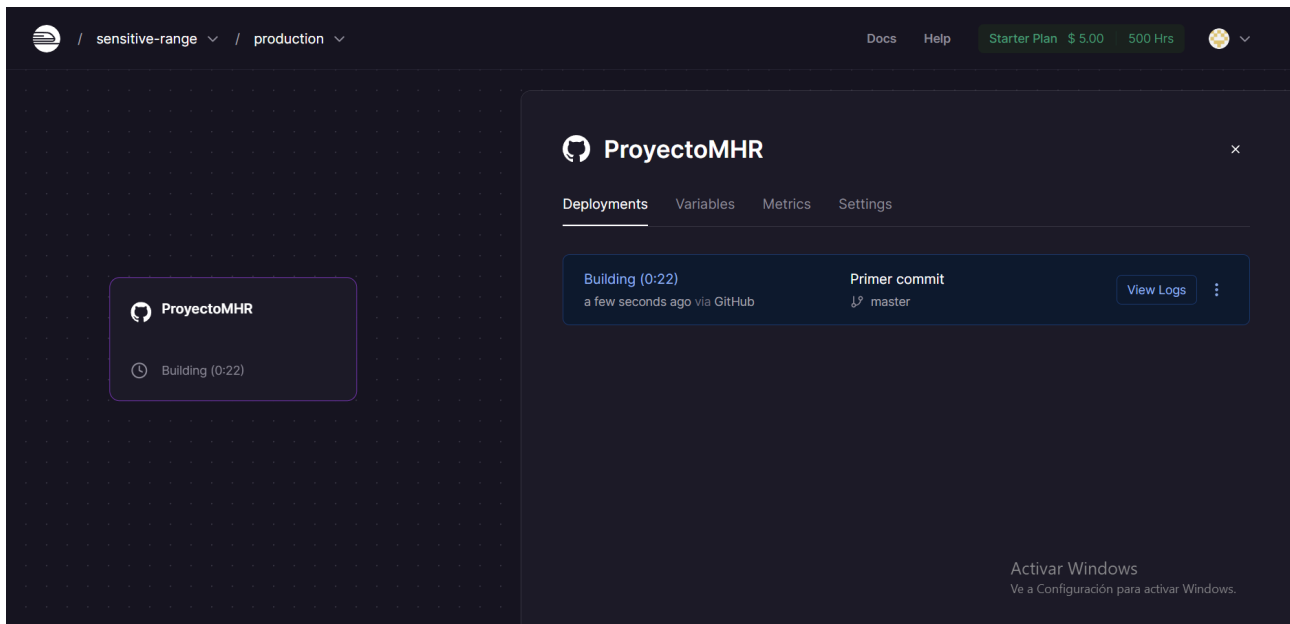 / sensitive-range / production
Docs Help Starter Plan $ 5.00 500 Hrs
ProyectoMHR
Deployments Variables Metrics Settings
Building (0:22) Primer commit
a few seconds ago via GitHub master
View Logs
ProyectoMHR
Building (0:22)
Activar Windows
Ve a Configuración para activar Windows.